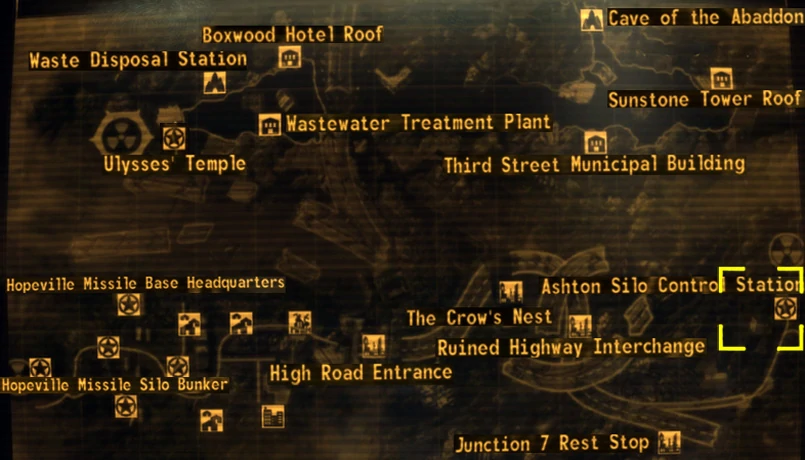 Cave of the Abaddon
Boxwood Hotel Roof
Waste Disposal Station
Sunstone Tower Roof
Wastewater Treatment Plant
Ulysses' Temple
Third Street Municipal Building
Hopeville Missile Base Headquarters
Ashton Silo Control Station
The Crow's Nest
Ruined Highway Interchange
High Road Entrance
Hopeville Missile Silo Bunker
Junction 7 Rest Stop